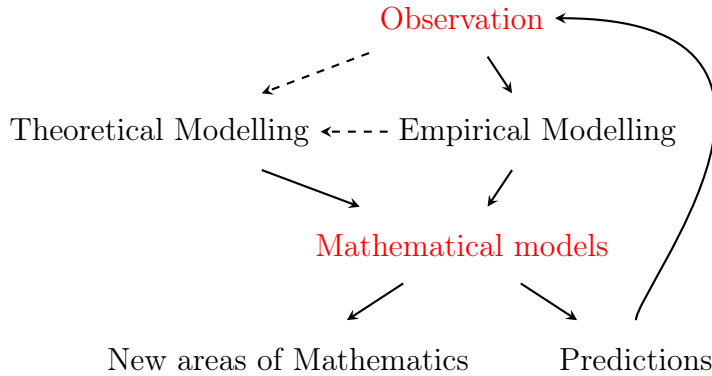 Observation
Theoretical Modelling
Empirical Modelling
Mathematical models
New areas of Mathematics
Predictions